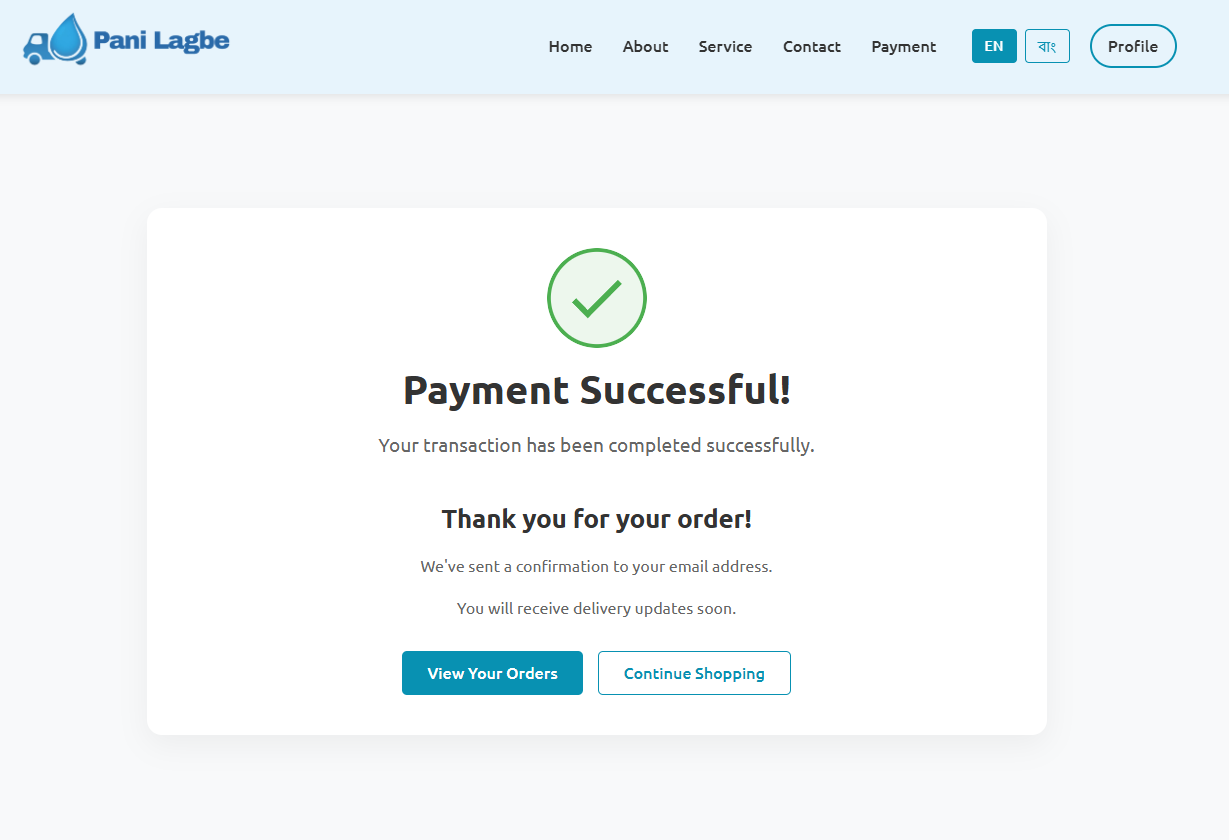 Pani Lagbe
Home About Service Contact Payment EN বাং Profile
Payment Successful!
Your transaction has been completed successfully.
Thank you for your order!
We've sent a confirmation to your email address.
You will receive delivery updates soon.
View Your Orders Continue Shopping